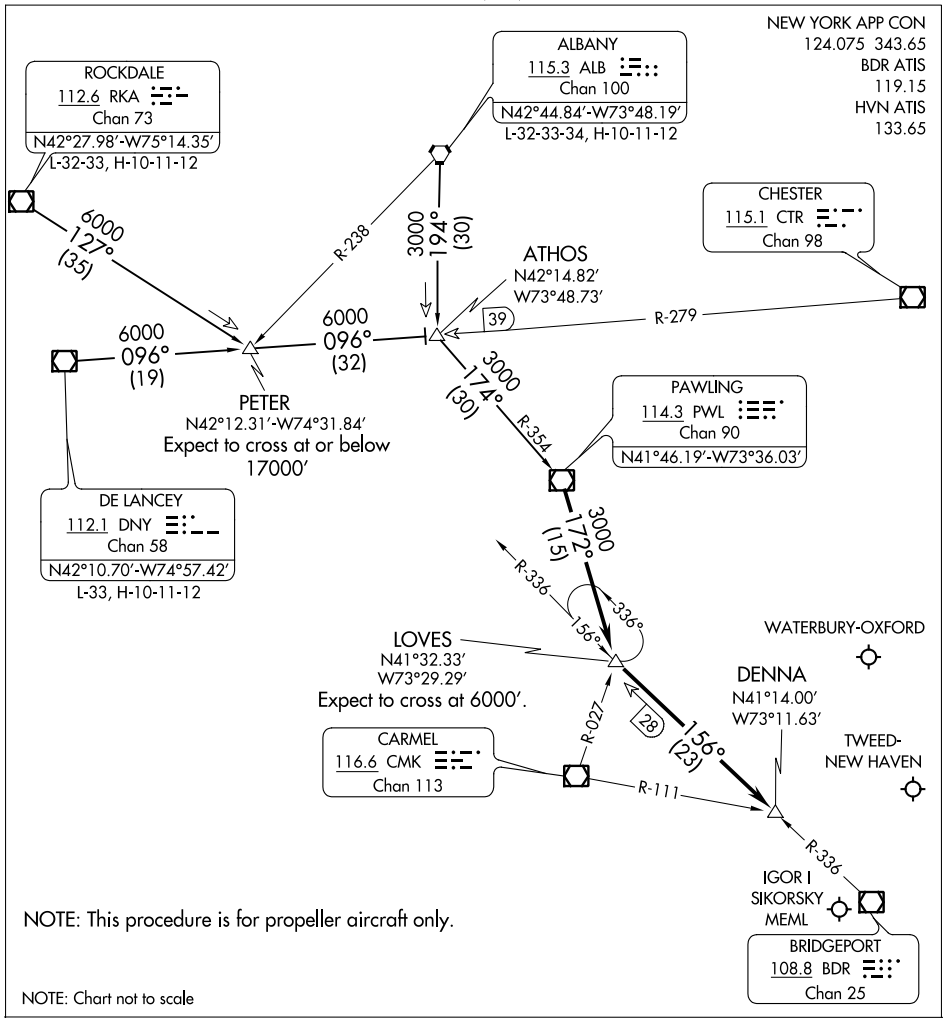 NEW YORK APP CON
124.075 343.65
BDR ATIS
119.15
HVN ATIS
133.65
ALBANY
115.3 ALB
Chan 100
N42°44.84'-W73°48.19'
L-32-33-34, H-10-11-12
ROCKDALE
112.6 RKA
Chan 73
N42°27.98'-W75°14.35'
L-32-33, H-10-11-12
CHESTER
115.1 CTR
Chan 98
6000
127°
(35)
R-238
3000
194°
(30)
ATHOS
N42°14.82'
W73°48.73'
39
R-279
6000
096°
(19)
6000
096°
(32)
3000
174°
(30)
R-354
PETER
N42°12.31'-W74°31.84'
Expect to cross at or below
17000'
PAWLING
114.3 PWL
Chan 90
N41°46.19'-W73°36.03'
DE LANCEY
112.1 DNY
Chan 58
N42°10.70'-W74°57.42'
L-33, H-10-11-12
3000
172°
(15)
R-336
156°
336°
LOVES
N41°32.33'
W73°29.29'
Expect to cross at 6000'.
WATERBURY-OXFORD
DENNA
N41°14.00'
W73°11.63'
28
156°
(23)
R-027
CARMEL
116.6 CMK
Chan 113
R-111
TWEED-
NEW HAVEN
R-336
IGOR I
SIKORSKY
MEML
BRIDGEPORT
108.8 BDR
Chan 25
NOTE: This procedure is for propeller aircraft only.
NOTE: Chart not to scale